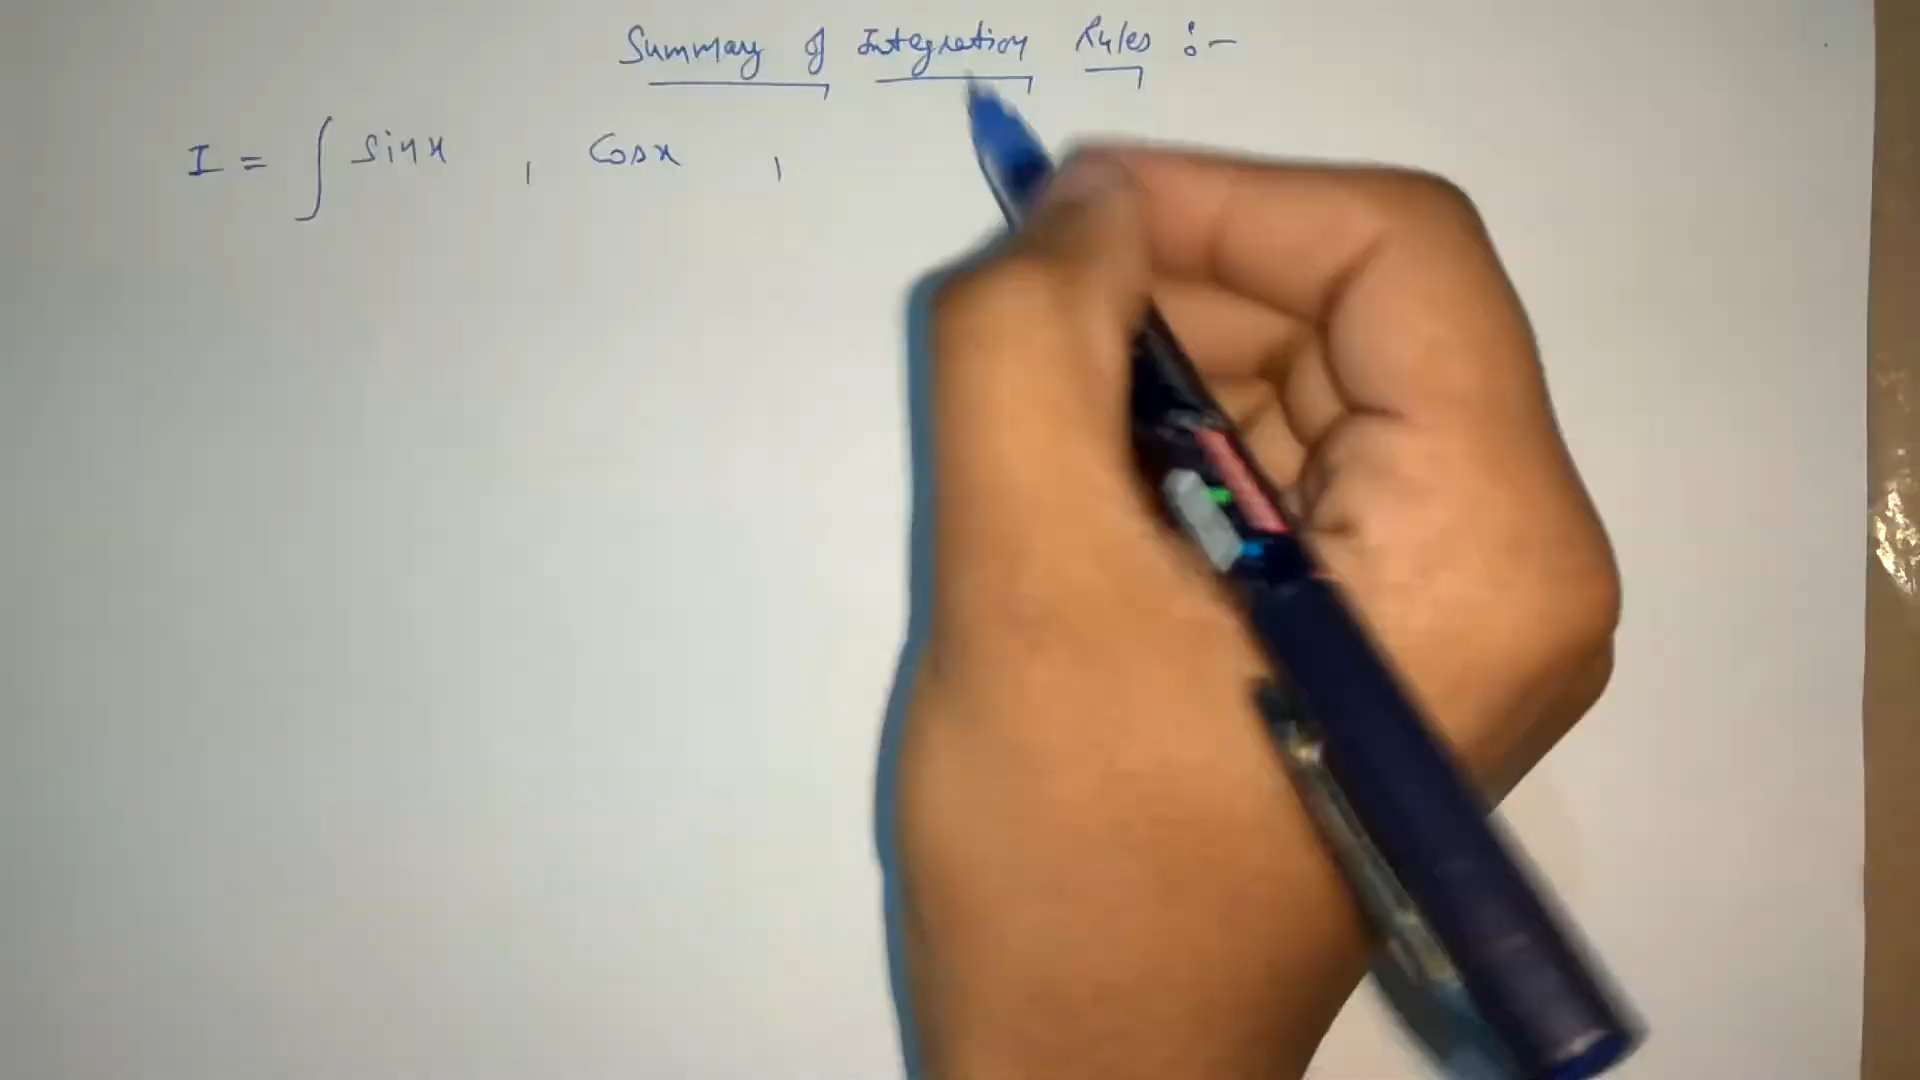 Summary of Integration Rules :-
I = ∫ sinx , Cosx ,